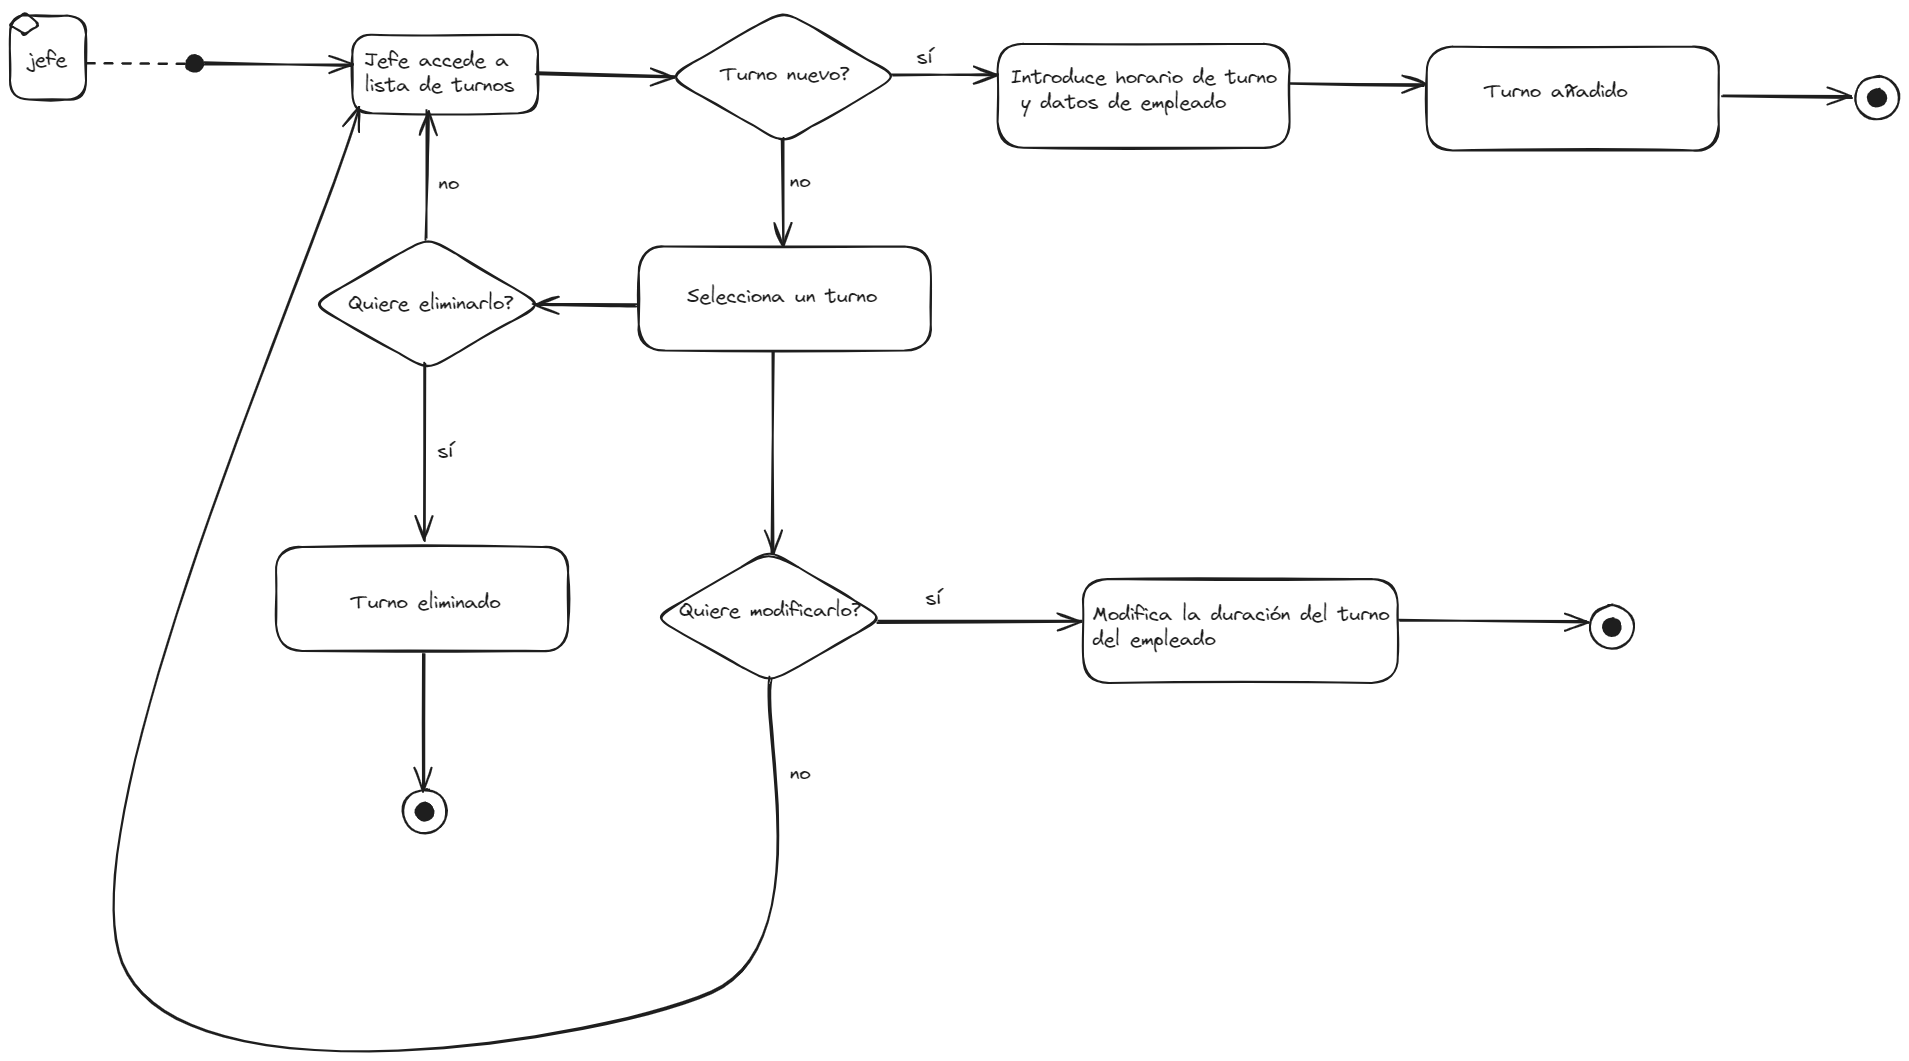 jefe
Jefe accede a
lista de turnos
Turno nuevo?
sí
Introduce horario de turno
y datos de empleado
Turno añadido
no
no
Quiere eliminarlo?
Selecciona un turno
sí
Turno eliminado
Quiere modificarlo?
sí
Modifica la duración del turno
del empleado
no